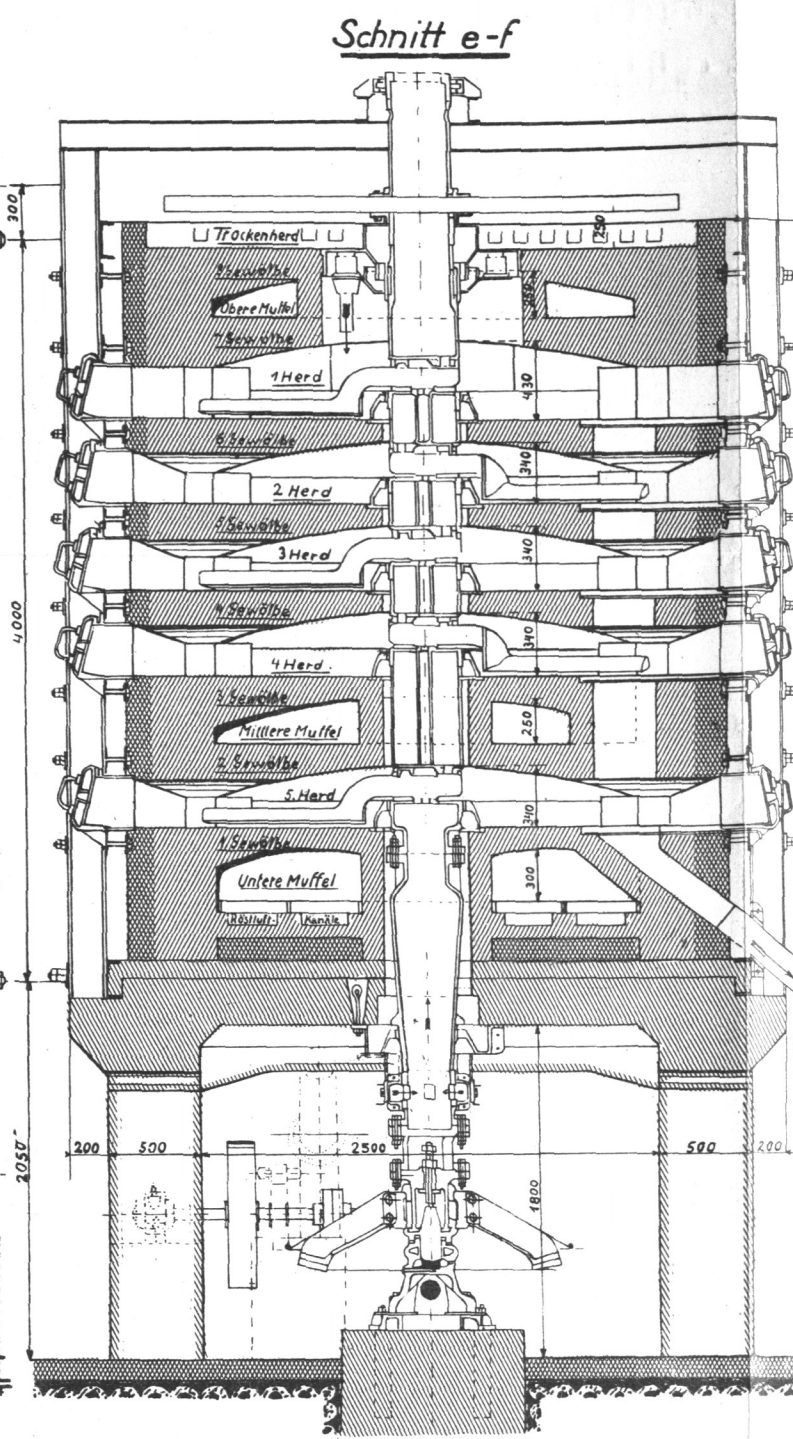 Schnitt e-f
300
Trockenherd
250
8 Gewölbe
Obere Muffel
7 Gewölbe
1 Herd
430
6 Gewölbe
340
2 Herd
5 Gewölbe
3 Herd
340
4 Gewölbe
4000
340
4 Herd.
3 Gewölbe
Mittlere Muffel
250
2 Gewölbe
5. Herd
340
1 Gewölbe
Untere Muffel
300
Röstluft- Kanäle
2050
200 500 2500 500 200
1800